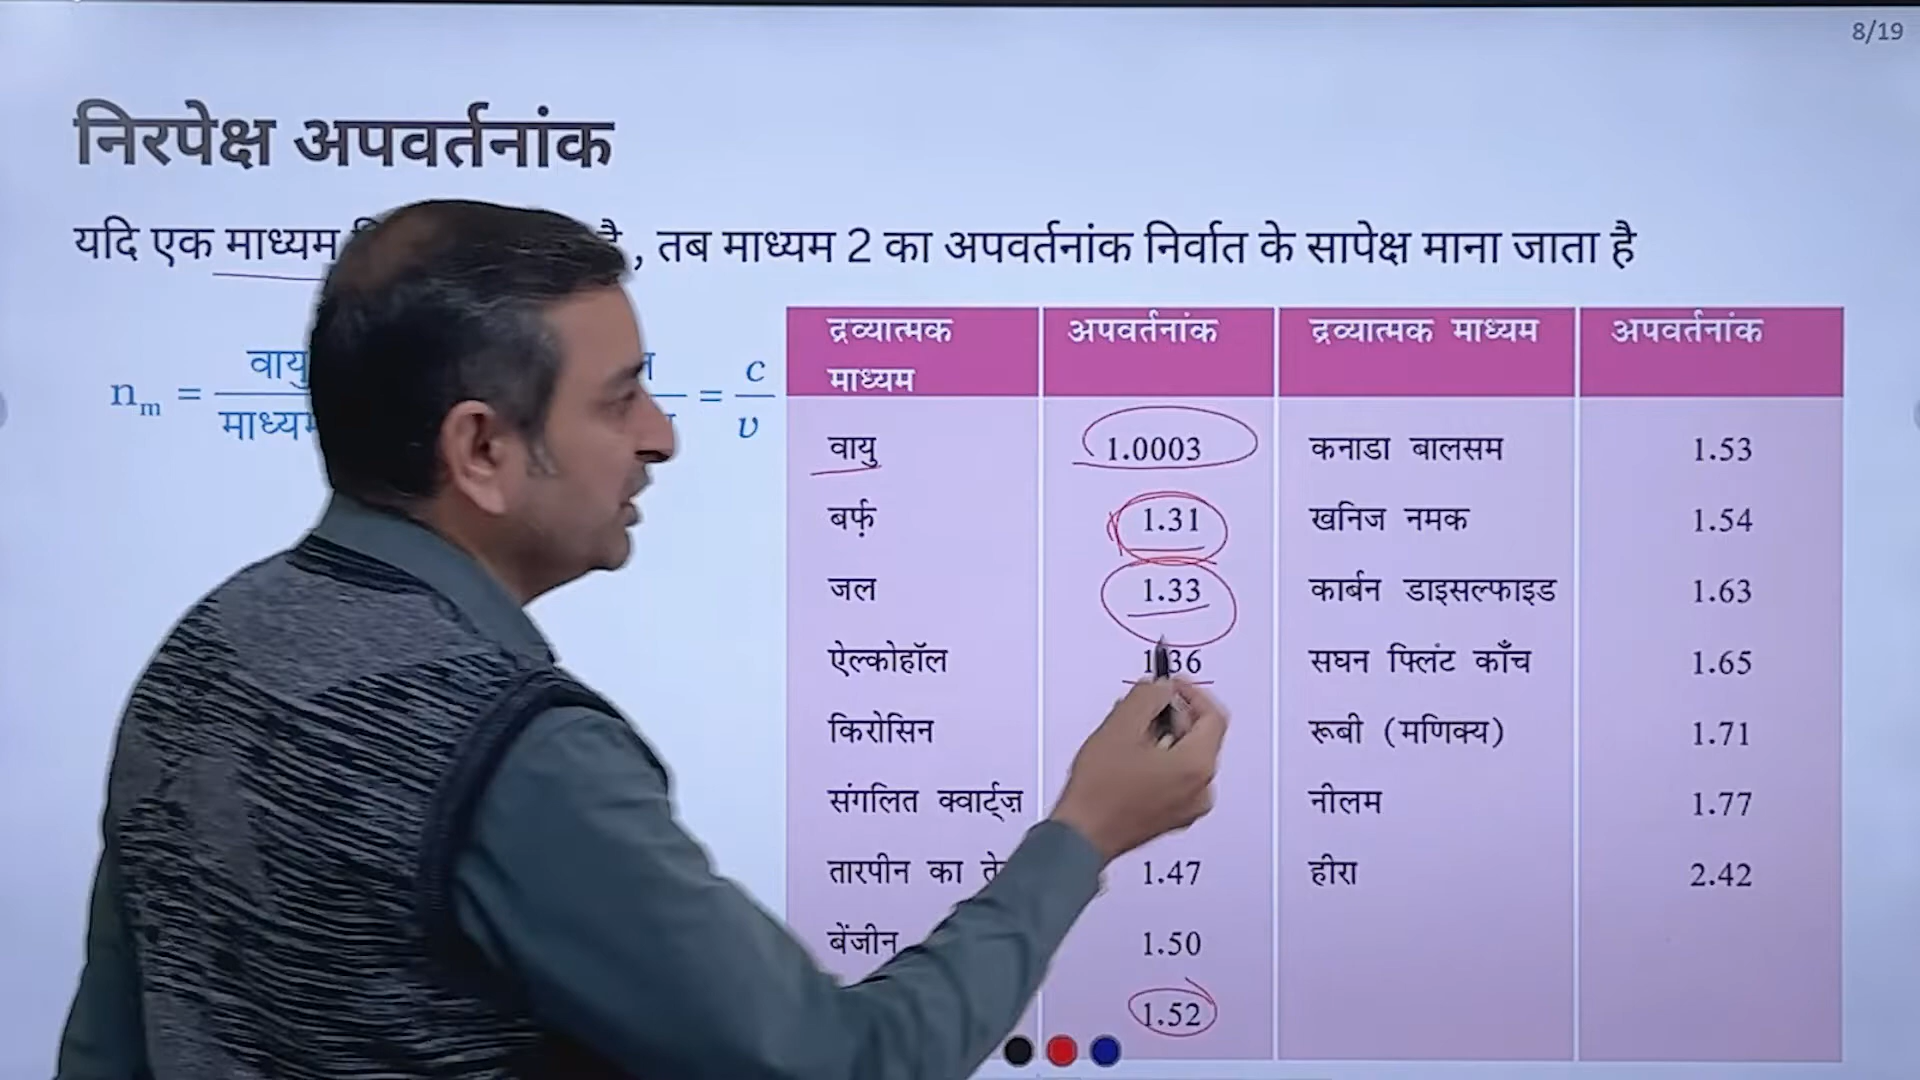 8/19
निरपेक्ष अपवर्तनांक
यदि एक माध्यम है, तब माध्यम 2 का अपवर्तनांक निर्वात के सापेक्ष माना जाता है
n_m = वायु / माध्यम = c / υ
द्रव्यात्मक माध्यम अपवर्तनांक द्रव्यात्मक माध्यम अपवर्तनांक
वायु 1.0003 कनाडा बालसम 1.53
बर्फ़ 1.31 खनिज नमक 1.54
जल 1.33 कार्बन डाइसल्फाइड 1.63
ऐल्कोहॉल 1.36 सघन फ्लिंट काँच 1.65
किरोसिन रूबी (मणिक्य) 1.71
संगलित क्वार्ट्ज़ नीलम 1.77
तारपीन का 1.47 हीरा 2.42
बेंजीन 1.50
1.52